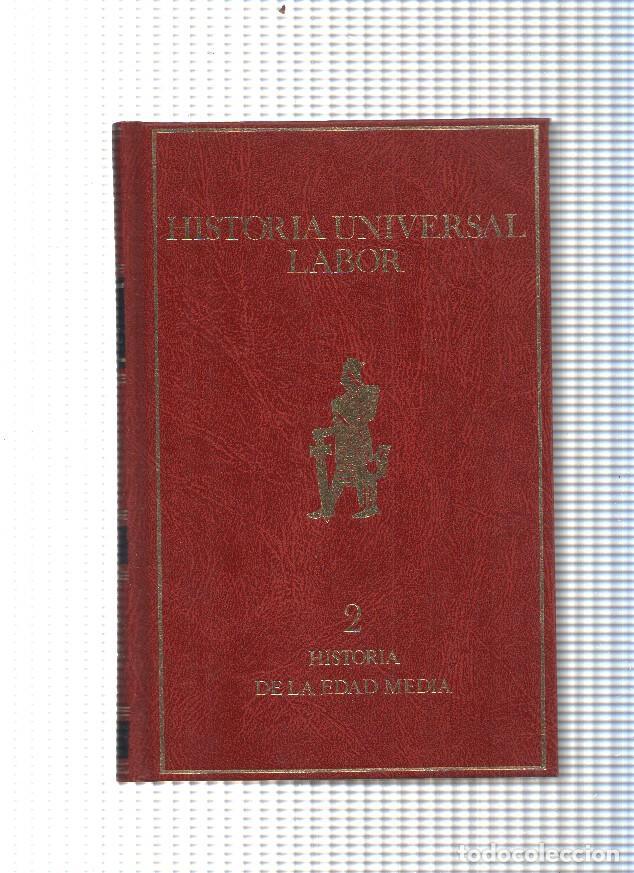 HISTORIA UNIVERSAL
LABOR
2
HISTORIA
DE LA EDAD MEDIA
todocoleccion